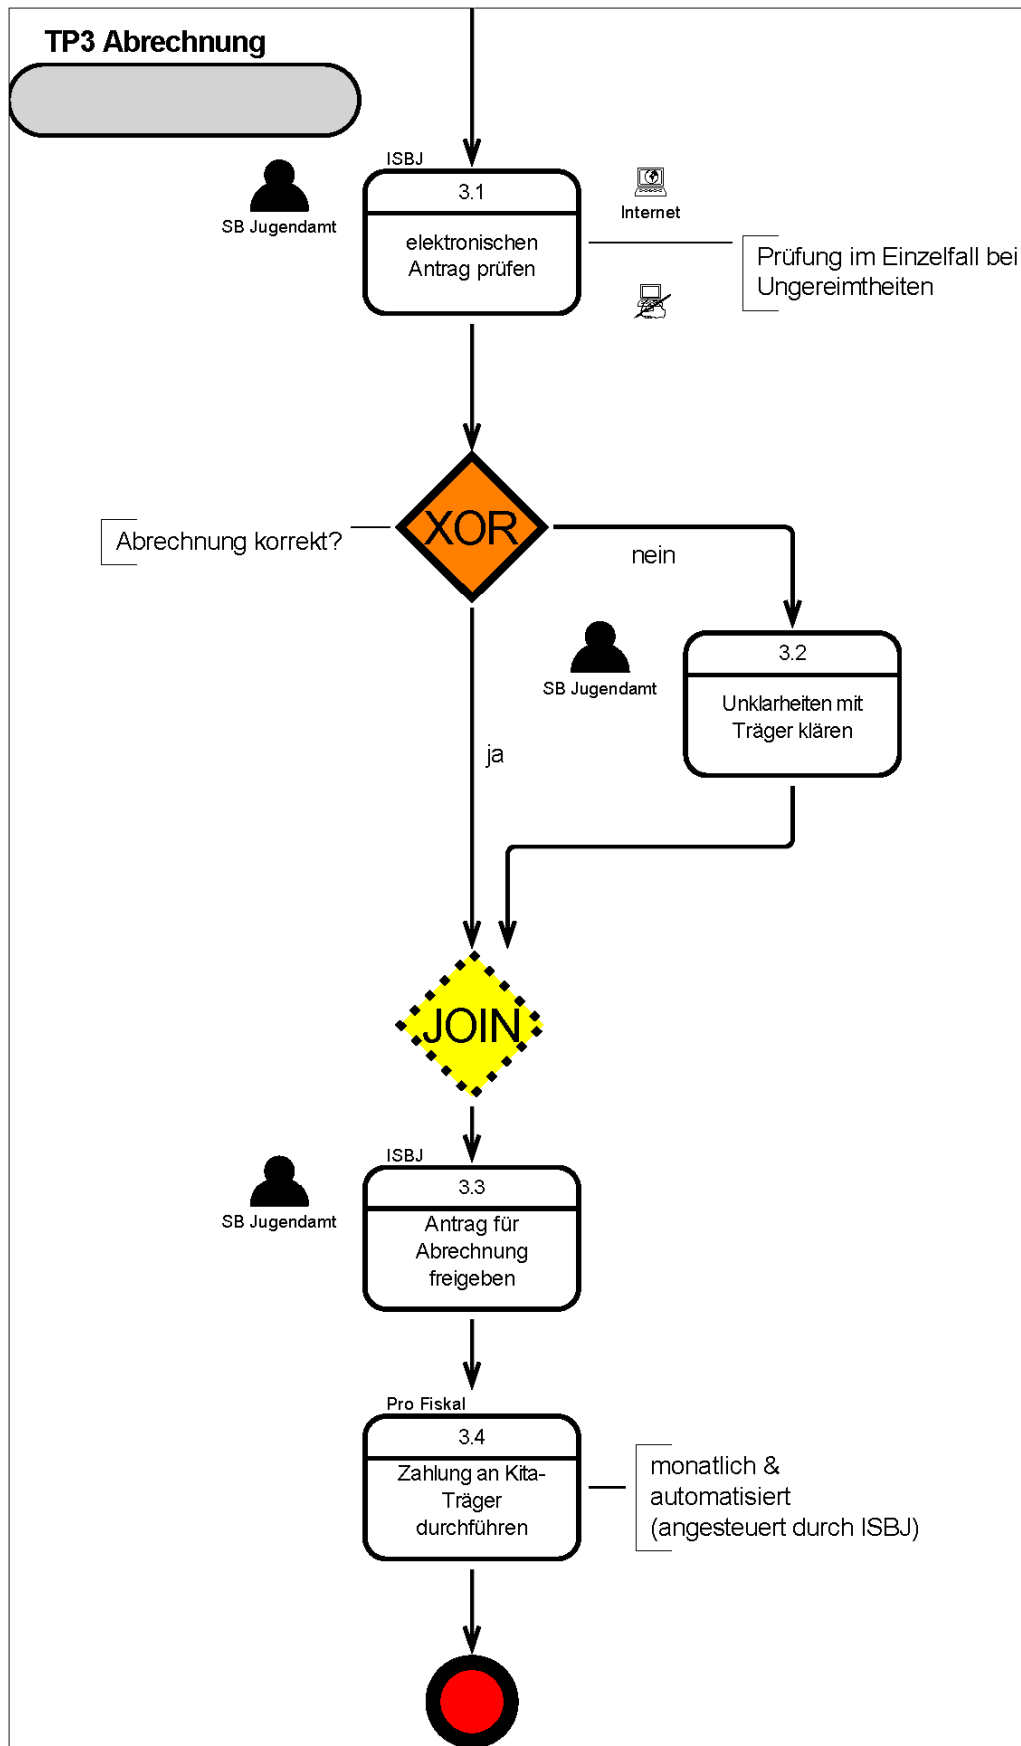 TP3 Abrechnung
ISBJ
SB Jugendamt
3.1
elektronischen
Antrag prüfen
Internet
Prüfung im Einzelfall bei
Ungereimtheiten
XOR
Abrechnung korrekt?
nein
SB Jugendamt
3.2
Unklarheiten mit
Träger klären
ja
JOIN
ISBJ
SB Jugendamt
3.3
Antrag für
Abrechnung
freigeben
Pro Fiskal
3.4
Zahlung an Kita-
Träger
durchführen
monatlich &
automatisiert
(angesteuert durch ISBJ)